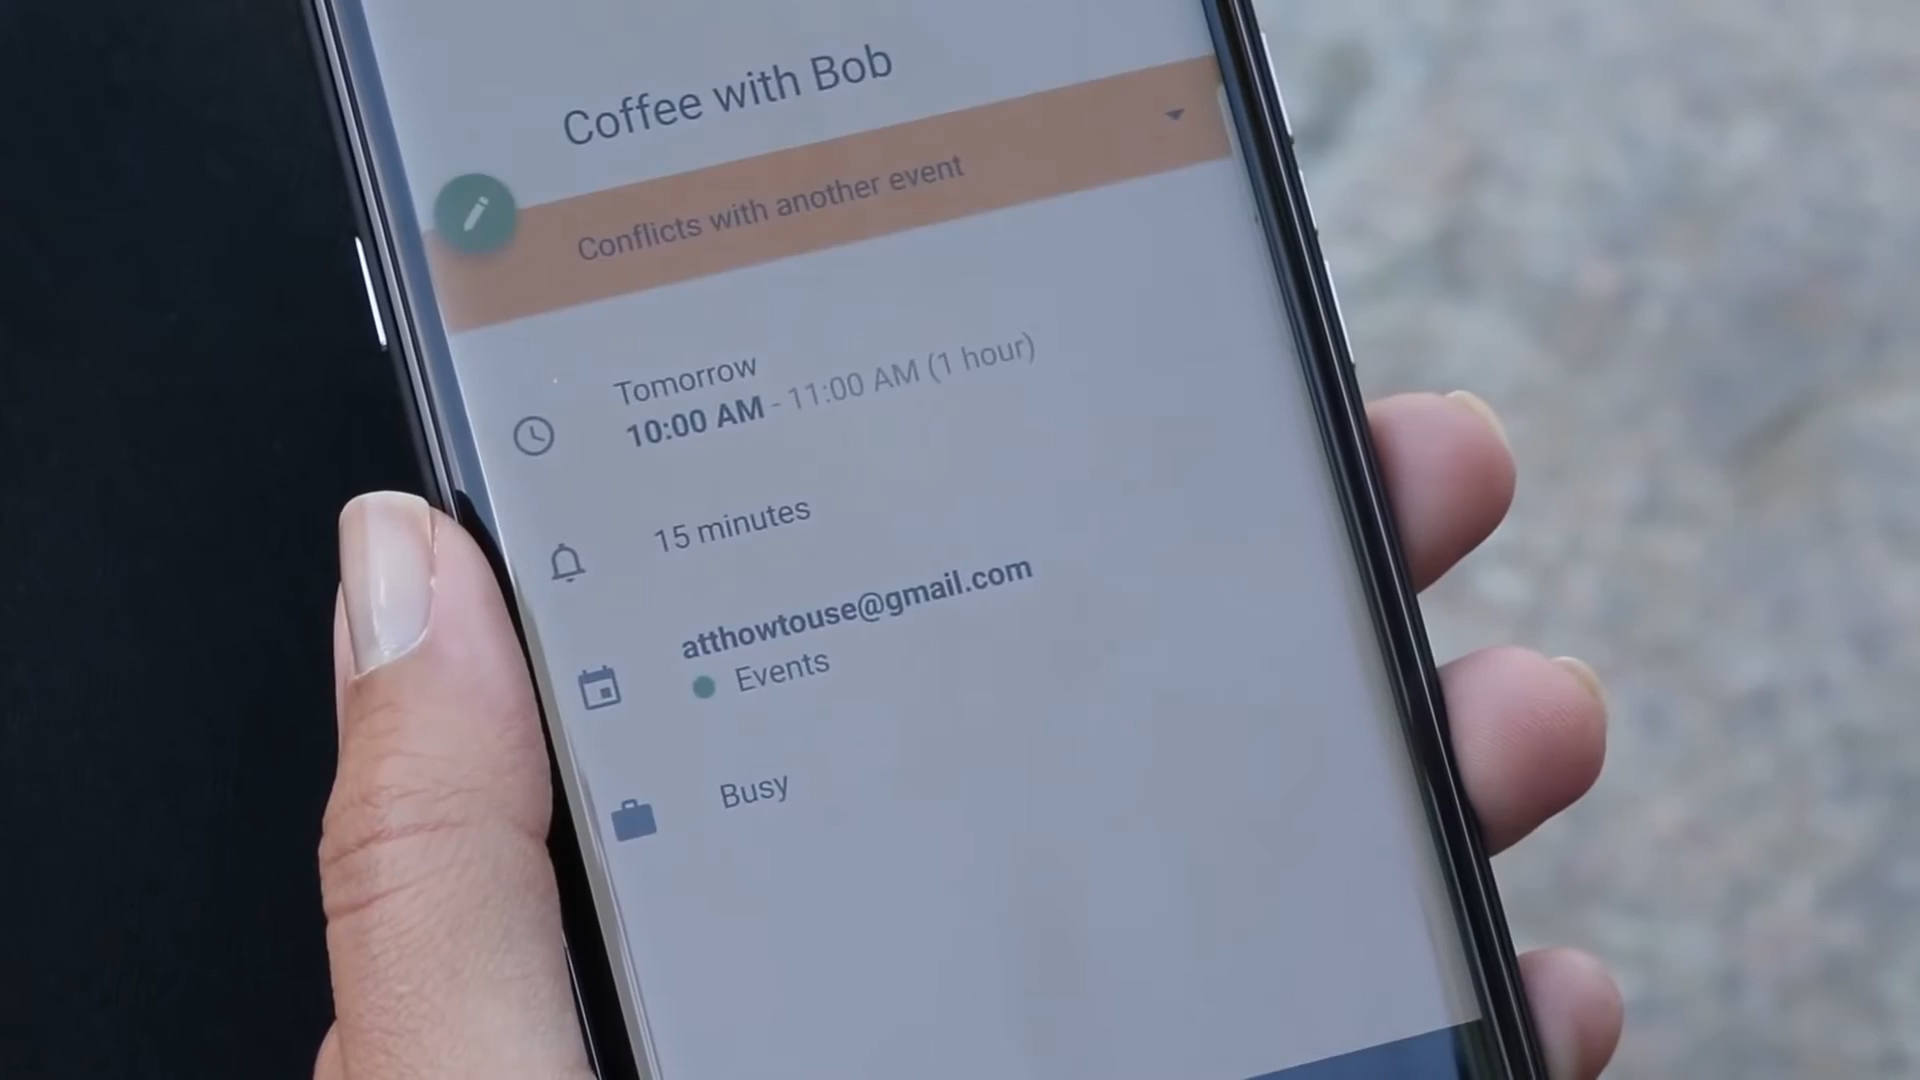 Coffee with Bob
Conflicts with another event
Tomorrow
10:00 AM - 11:00 AM (1 hour)
15 minutes
atthowtouse@gmail.com
Events
Busy